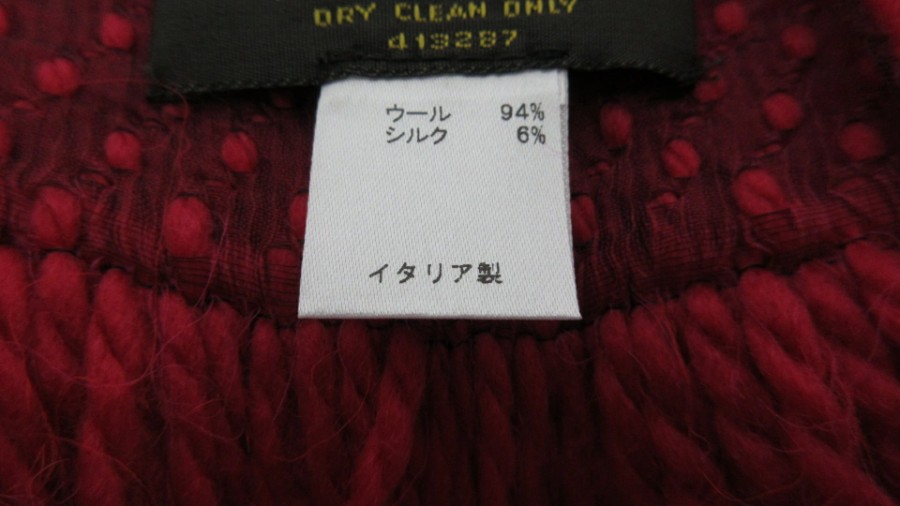 DRY CLEAN ONLY
413287
ウール 94%
シルク 6%
イタリア製